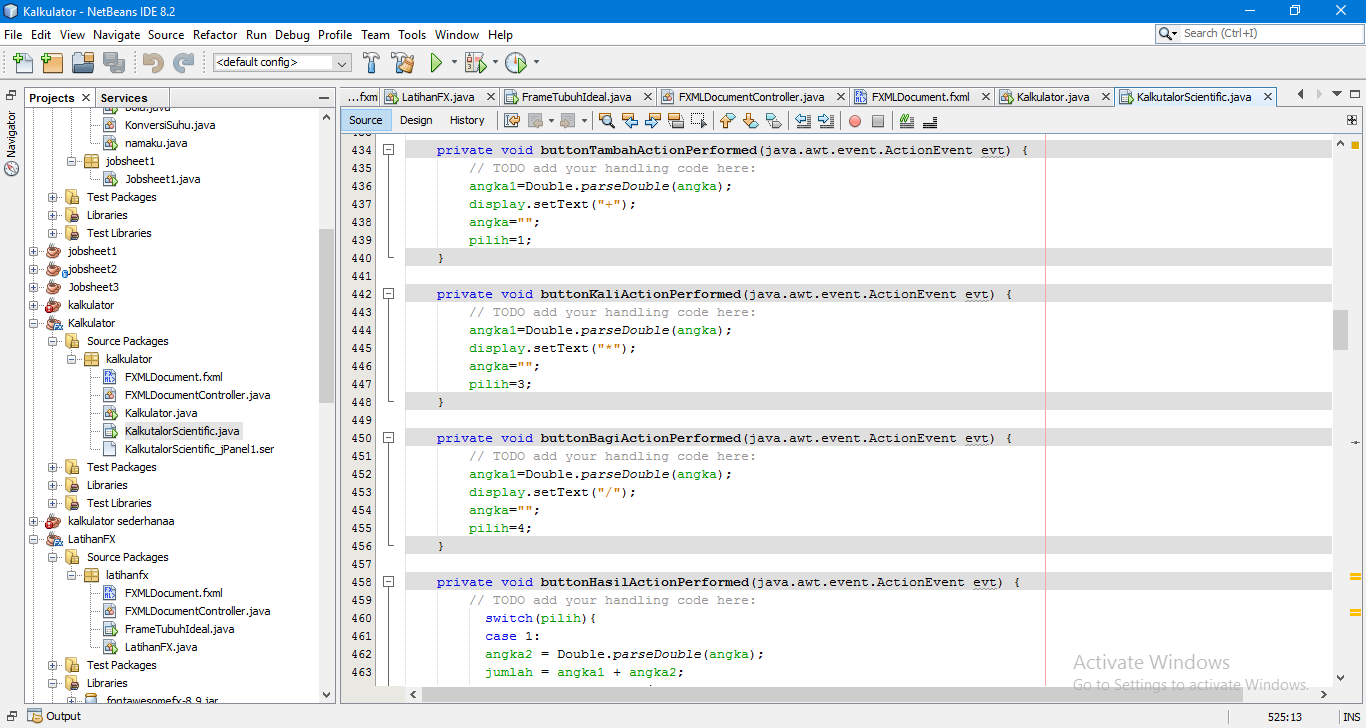 Kalkulator - NetBeans IDE 8.2
File Edit View Navigate Source Refactor Run Debug Profile Team Tools Window Help
Search (Ctrl+I)
<default config>
Projects Services
Navigator
KonversiSuhu.java
namaku.java
jobsheet1
Jobsheet1.java
Test Packages
Libraries
Test Libraries
jobsheet1
jobsheet2
Jobsheet3
kalkulator
Kalkulator
Source Packages
kalkulator
FXMLDocument.fxml
FXMLDocumentController.java
Kalkulator.java
KalkutalorScientific.java
KalkutalorScientific_jPanel1.ser
Test Packages
Libraries
Test Libraries
kalkulator sederhanaa
LatihanFX
Source Packages
latihanfx
FXMLDocument.fxml
FXMLDocumentController.java
FrameTubuhIdeal.java
LatihanFX.java
Test Packages
Libraries
fontawesomefx-8.9.jar
...fxml LatihanFX.java FrameTubuhIdeal.java FXMLDocumentController.java FXMLDocument.fxml Kalkulator.java KalkutalorScientific.java
Source Design History
434 private void buttonTambahActionPerformed(java.awt.event.ActionEvent evt) {
435 // TODO add your handling code here:
436 angka1=Double.parseDouble(angka);
437 display.setText("+");
438 angka="";
439 pilih=1;
440 }
441
442 private void buttonKaliActionPerformed(java.awt.event.ActionEvent evt) {
443 // TODO add your handling code here:
444 angka1=Double.parseDouble(angka);
445 display.setText("*");
446 angka="";
447 pilih=3;
448 }
449
450 private void buttonBagiActionPerformed(java.awt.event.ActionEvent evt) {
451 // TODO add your handling code here:
452 angka1=Double.parseDouble(angka);
453 display.setText("/");
454 angka="";
455 pilih=4;
456 }
457
458 private void buttonHasilActionPerformed(java.awt.event.ActionEvent evt) {
459 // TODO add your handling code here:
460 switch(pilih){
461 case 1:
462 angka2 = Double.parseDouble(angka);
463 jumlah = angka1 + angka2;
Activate Windows
Go to Settings to activate Windows.
Output
525:13 INS